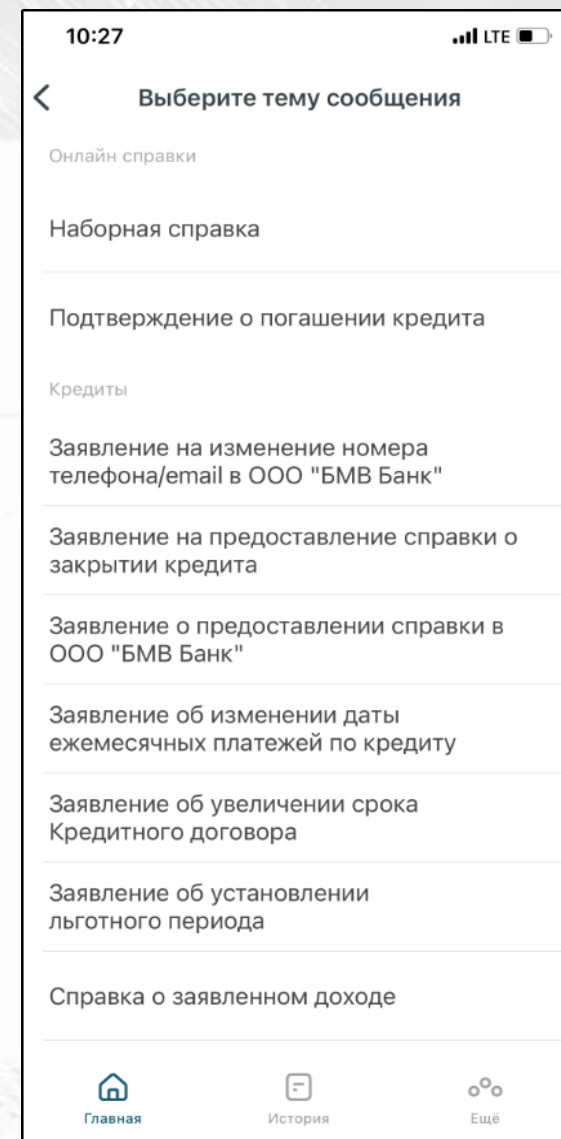 10:27
LTE
Выберите тему сообщения
Онлайн справки
Наборная справка
Подтверждение о погашении кредита
Кредиты
Заявление на изменение номера
телефона/email в ООО "БМВ Банк"
Заявление на предоставление справки о
закрытии кредита
Заявление о предоставлении справки в
ООО "БМВ Банк"
Заявление об изменении даты
ежемесячных платежей по кредиту
Заявление об увеличении срока
Кредитного договора
Заявление об установлении
льготного периода
Справка о заявленном доходе
Главная
История
Ещё